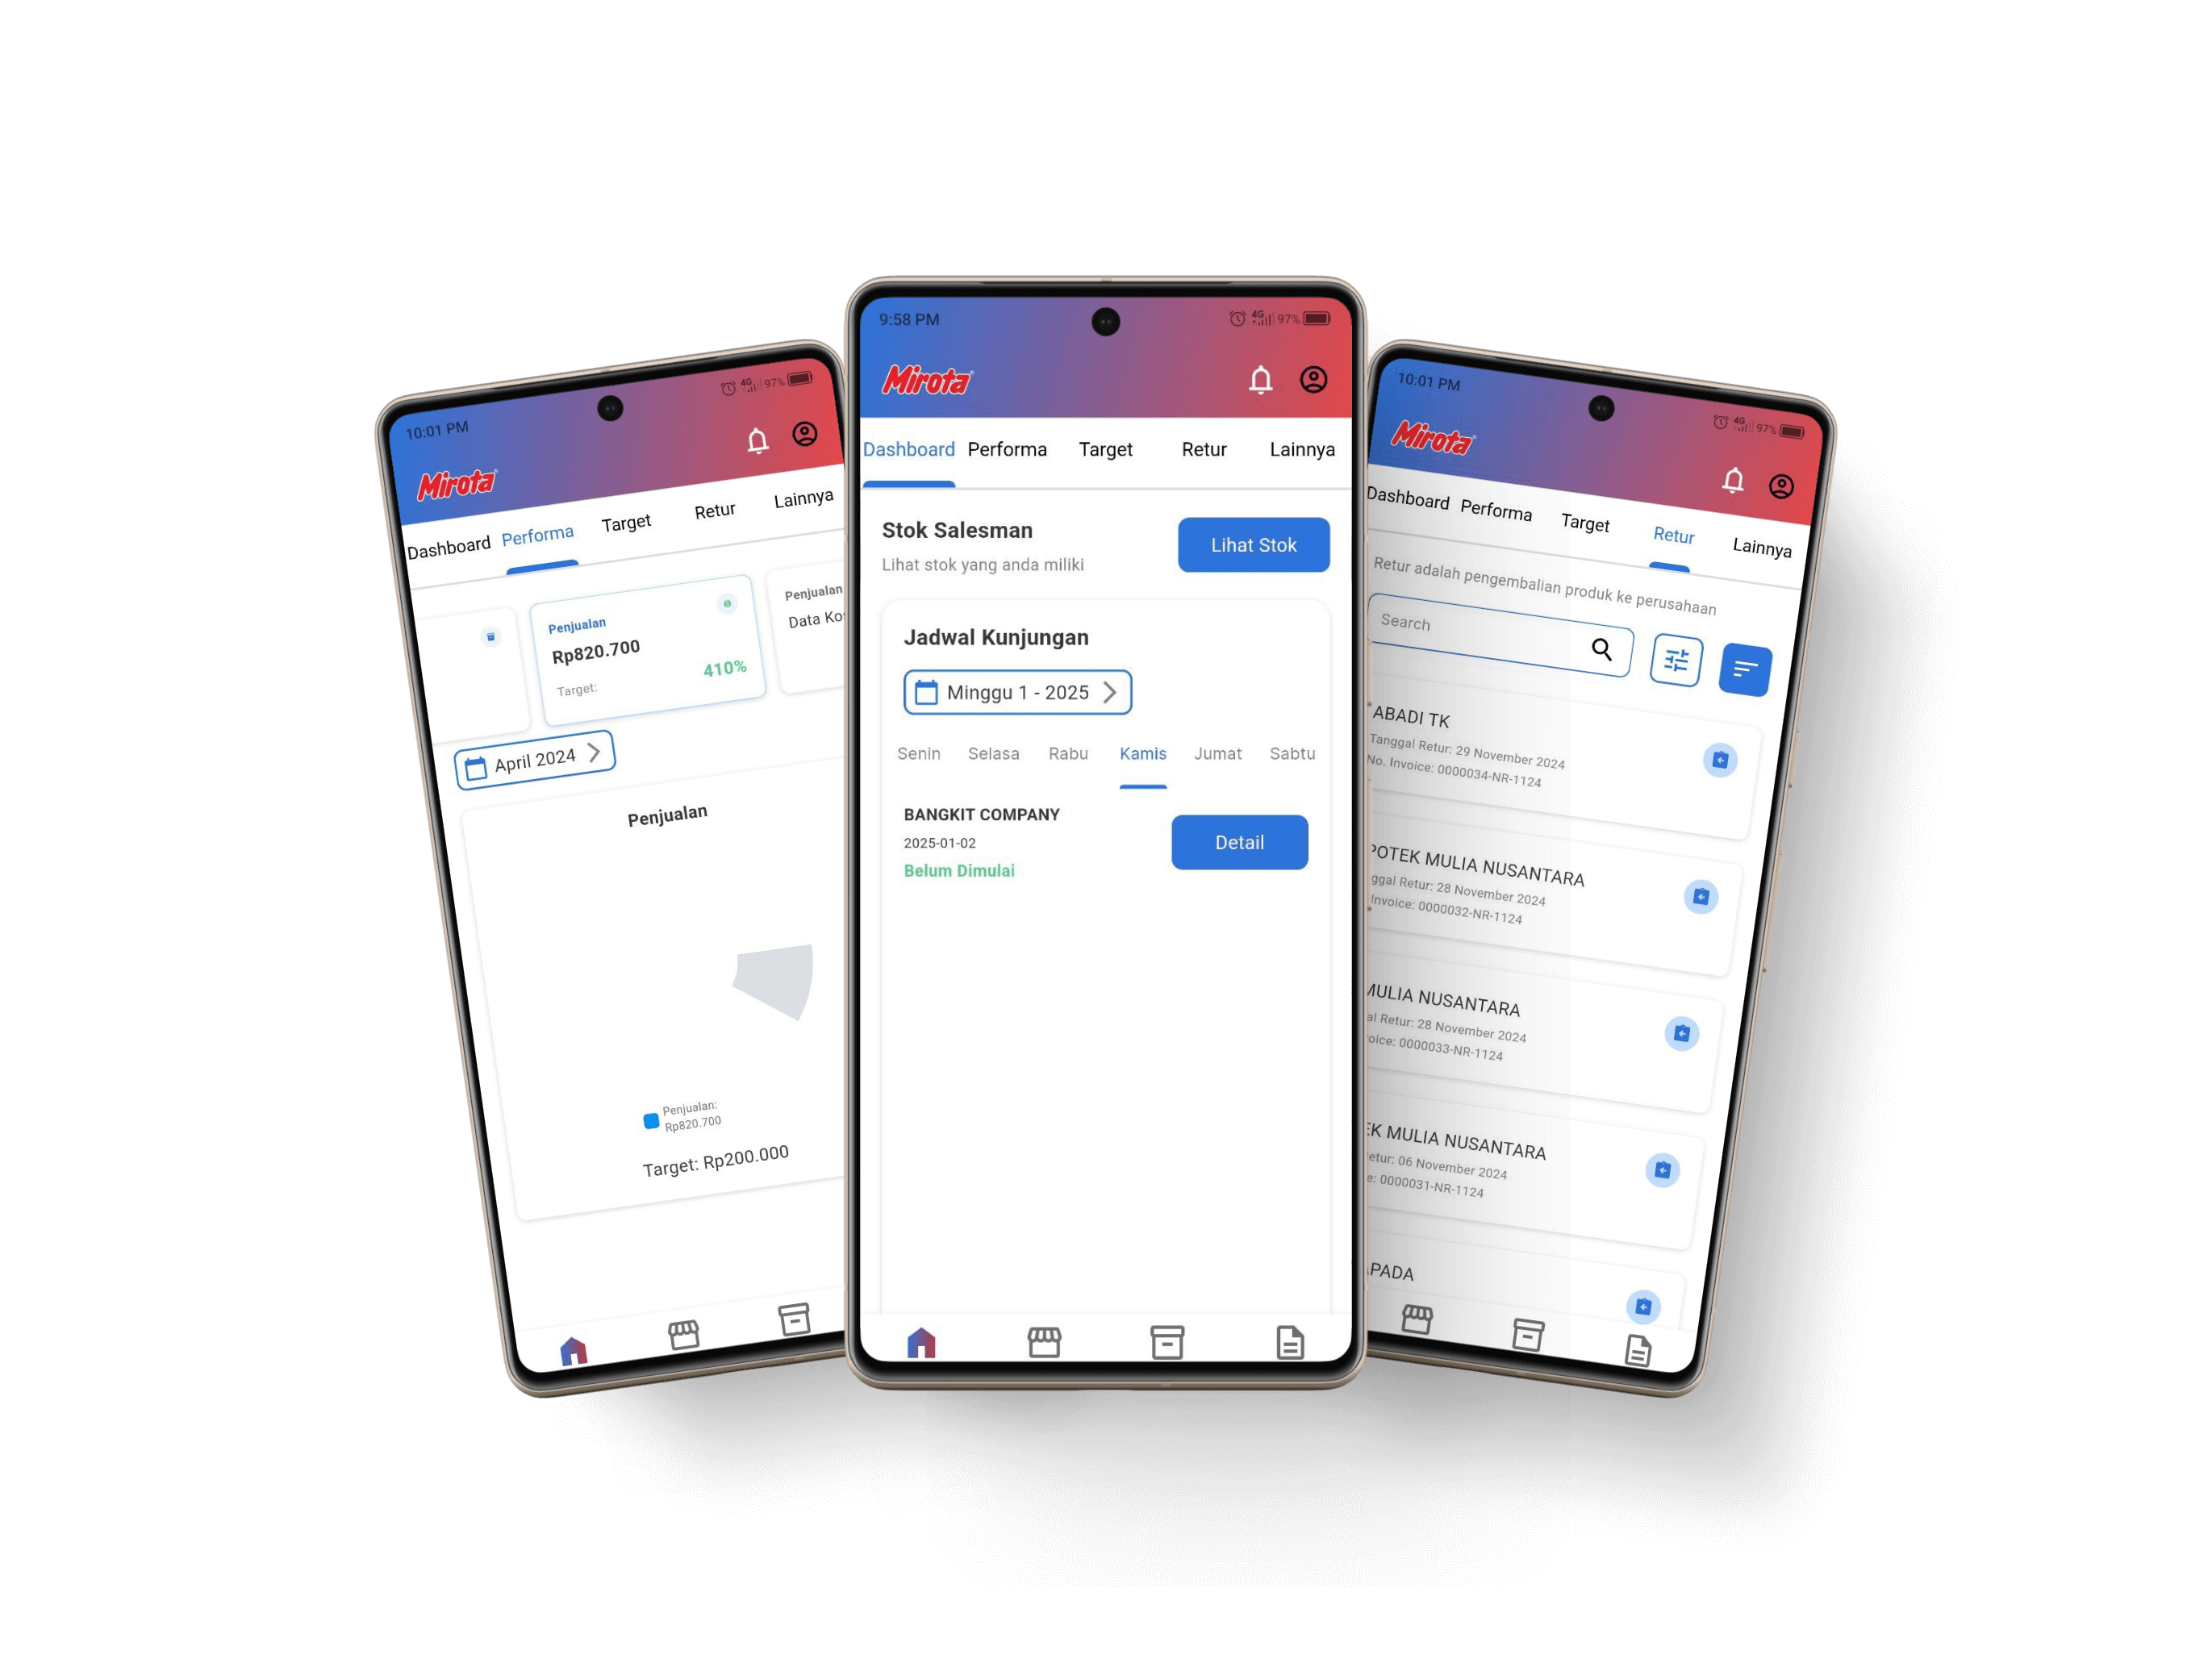 10:01 PM
4G 97%
Mirota
Dashboard Performa Target Retur Lainnya
Penjualan
Rp820.700
410%
Target:
Penjualan
Data
April 2024
Penjualan
Penjualan:
Rp820.700
Target: Rp200.000
9:58 PM
4G 97%
Mirota
Dashboard Performa Target Retur Lainnya
Stok Salesman
Lihat stok yang anda miliki
Lihat Stok
Jadwal Kunjungan
Minggu 1 - 2025
Senin Selasa Rabu Kamis Jumat Sabtu
BANGKIT COMPANY
2025-01-02
Belum Dimulai
Detail
10:01 PM
4G 97%
Mirota
Dashboard Performa Target Retur Lainnya
Retur adalah pengembalian produk ke perusahaan
Search
ABADI TK
Tanggal Retur: 29 November 2024
No. Invoice: 0000034-NR-1124
POTEK MULIA NUSANTARA
ggal Retur: 28 November 2024
Invoice: 0000032-NR-1124
MULIA NUSANTARA
al Retur: 28 November 2024
oice: 0000033-NR-1124
EK MULIA NUSANTARA
etur: 06 November 2024
e: 0000031-NR-1124
APADA